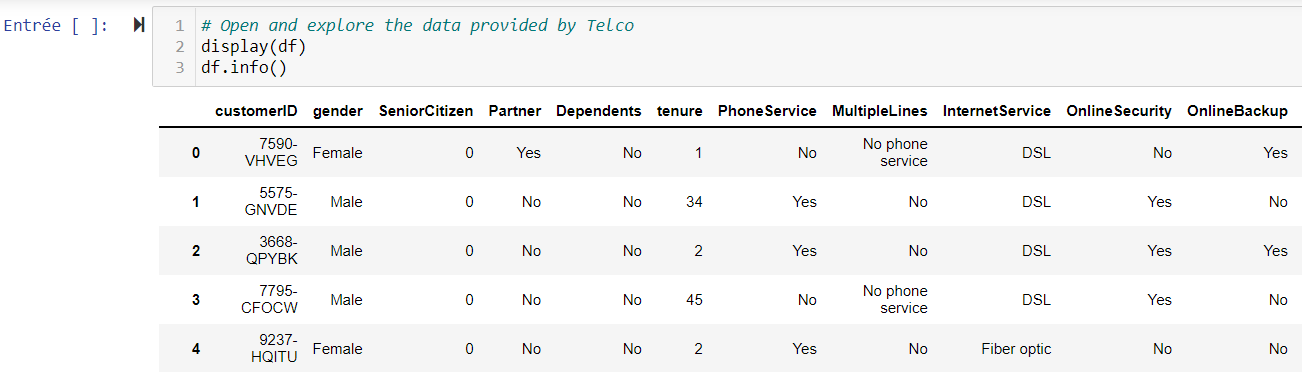 Entrée [ ]:
1 # Open and explore the data provided by Telco
2 display(df)
3 df.info()
customerID gender SeniorCitizen Partner Dependents tenure PhoneService MultipleLines InternetService OnlineSecurity OnlineBackup
0 7590-VHVEG Female 0 Yes No 1 No No phone service DSL No Yes
1 5575-GNVDE Male 0 No No 34 Yes No DSL Yes No
2 3668-QPYBK Male 0 No No 2 Yes No DSL Yes Yes
3 7795-CFOCW Male 0 No No 45 No No phone service DSL Yes No
4 9237-HQITU Female 0 No No 2 Yes No Fiber optic No No